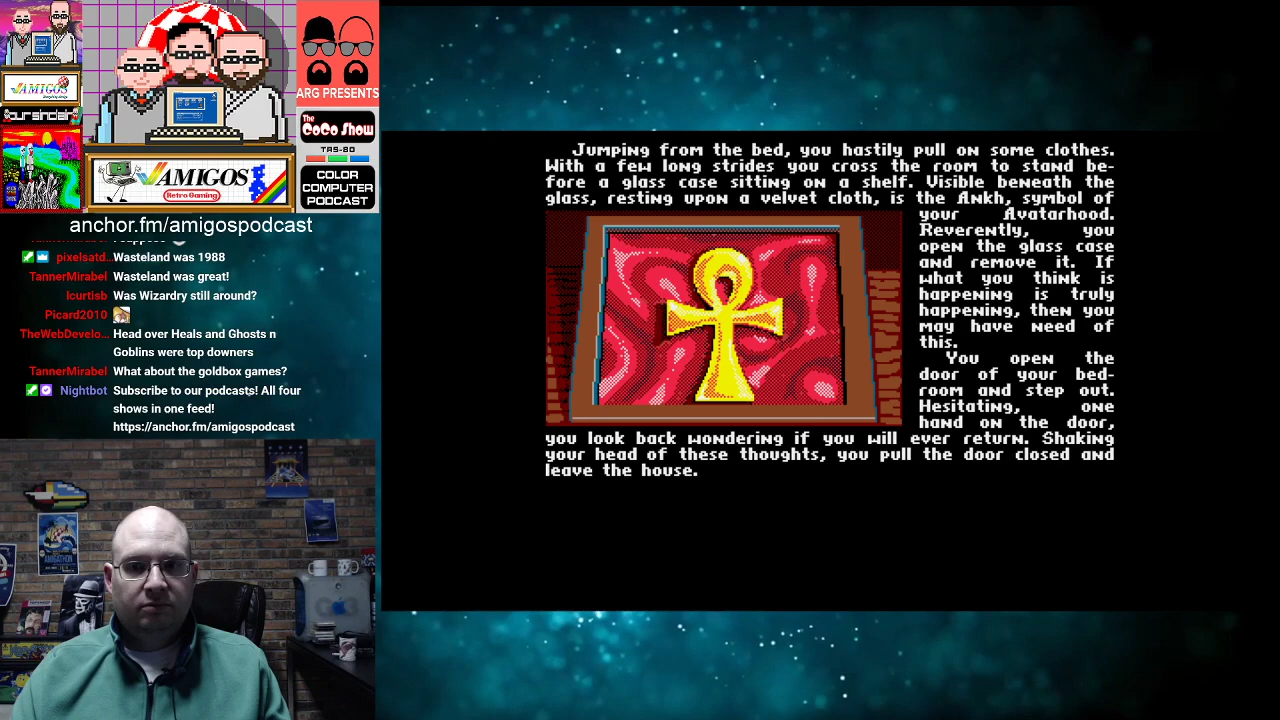 AMIGOS
our sinclair
AMIGOS
Retro Gaming
ARG PRESENTS
The
CoCo Show
TRS-80
COLOR
COMPUTER
PODCAST
anchor.fm/amigospodcast
TannerMirabel I suppose
pixelsatd... Wasteland was 1988
TannerMirabel Wasteland was great!
lcurtisb Was Wizardry still around?
Picard2010
TheWebDevelo... Head over Heals and Ghosts n
Goblins were top downers
TannerMirabel What about the goldbox games?
Nightbot Subscribe to our podcasts! All four
shows in one feed!
https://anchor.fm/amigospodcast
Jumping from the bed, you hastily pull on some clothes.
With a few long strides you cross the room to stand be-
fore a glass case sitting on a shelf. Visible beneath the
glass, resting upon a velvet cloth, is the Ankh, symbol of
your Avatarhood.
Reverently, you
open the glass case
and remove it. If
what you think is
happening is truly
happening, then you
may have need of
this.
You open the
door of your bed-
room and step out.
Hesitating, one
hand on the door,
you look back wondering if you will ever return. Shaking
your head of these thoughts, you pull the door closed and
leave the house.